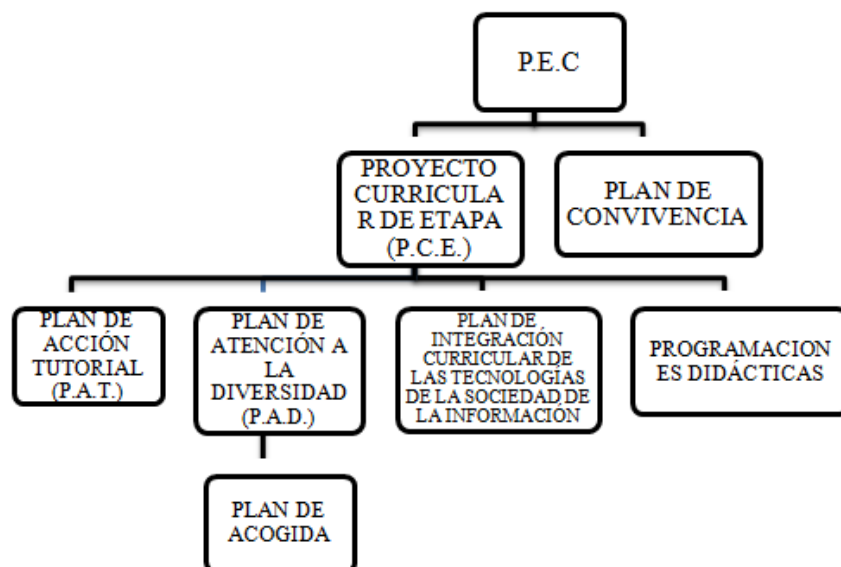 P.E.C
PROYECTO
CURRICULA
R DE ETAPA
(P.C.E.)
PLAN DE
CONVIVENCIA
PLAN DE
ACCIÓN
TUTORIAL
(P.A.T.)
PLAN DE
ATENCIÓN A
LA
DIVERSIDAD
(P.A.D.)
PLAN DE
INTEGRACIÓN
CURRICULAR DE
LAS TECNOLOGÍAS
DE LA SOCIEDAD DE
LA INFORMACIÓN
PROGRAMACION
ES DIDÁCTICAS
PLAN DE
ACOGIDA